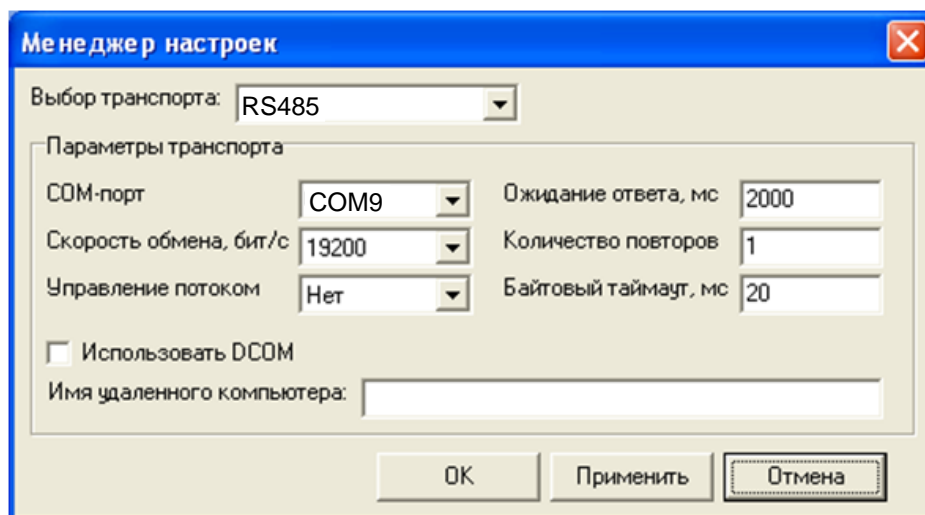 Менеджер настроек
Выбор транспорта: RS485
Параметры транспорта
COM-порт COM9 Ожидание ответа, мс 2000
Скорость обмена, бит/с 19200 Количество повторов 1
Управление потоком Нет Байтовый таймаут, мс 20
Использовать DCOM
Имя удаленного компьютера:
OK Применить Отмена